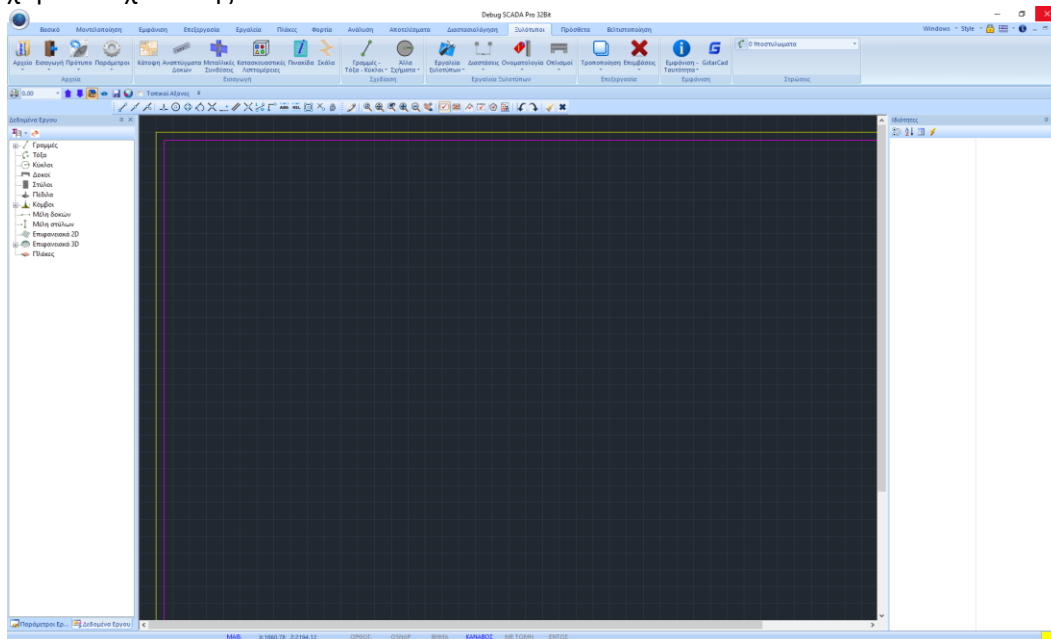 Debug SCADA Pro 32Bit
Βασικό Μοντελοποίηση Εμφάνιση Επεξεργασία Εργαλεία Πλάκες Φορτία Ανάλυση Αποτελέσματα Διαστασιολόγηση Ξυλότυποι Πρόσθετα Βελτιστοποίηση Windows Style
Αρχεία Εισαγωγή Πρότυπο Παράμετροι Κάτοψη Αναπτύγματα Δοκών Μεταλλικές Συνδέσεις Κατασκευαστικές Λεπτομέρειες Πινακίδα Σκάλα Γραμμές - Τόξα - Κύκλοι Άλλα Σχήματα Εργαλεία Ξυλοτύπων Διαστάσεις Ονοματολογία Οπλισμοί Τροποποίηση Επεμβάσεις Εμφάνιση - Ταυτότητα GstarCad 0 Υποστυλώματα
Αρχεία Εισαγωγή Σχεδίαση Εργαλεία Ξυλοτύπων Επεξεργασία Εμφάνιση Στρώσεις
0.00 Τοπικοί Άξονες
Δεδομένα Έργου Ιδιότητες
Γραμμές
Τόξα
Κύκλοι
Δοκοί
Στύλοι
Πέδιλα
Κόμβοι
Μέλη δοκών
Μέλη στύλων
Επιφανειακά 2D
Επιφανειακά 3D
Πλάκες
Παράμετροι Ερ... Δεδομένα Έργου
ΟΡΘΟΣ OSNAP ΒΗΜΑ ΚΑΝΑΒΟΣ ΜΕ ΤΟΜΗ ΕΝΤΟΣ